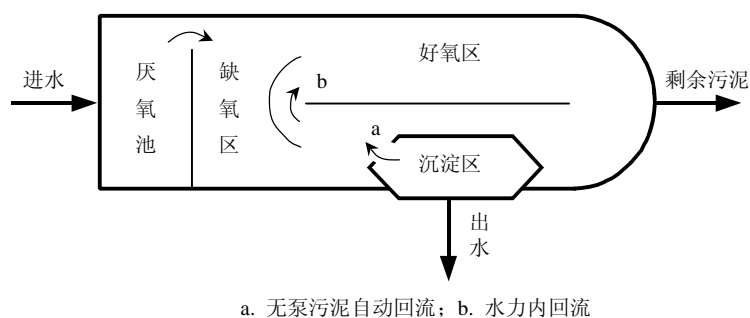 进水
厌氧池
缺氧区
b
好氧区
剩余污泥
a
沉淀区
出水
a. 无泵污泥自动回流；b. 水力内回流